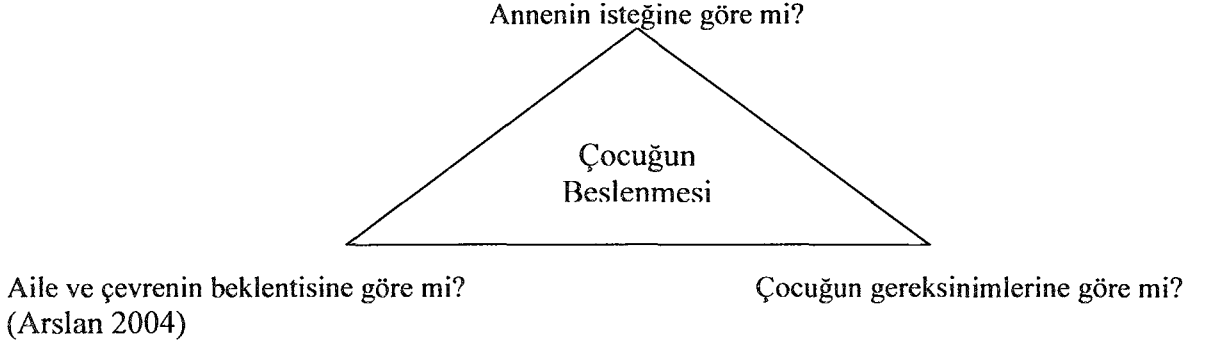 Annenin isteğine göre mi?
Çocuğun
Beslenmesi
Aile ve çevrenin beklentisine göre mi?
Çocuğun gereksinimlerine göre mi?
(Arslan 2004)